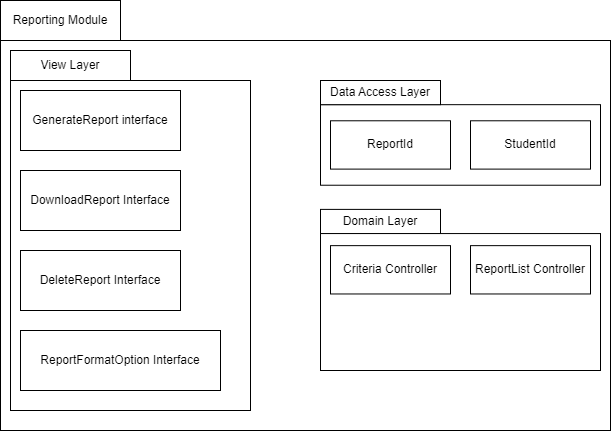 Reporting Module
View Layer
GenerateReport interface
DownloadReport Interface
DeleteReport Interface
ReportFormatOption Interface
Data Access Layer
ReportId
StudentId
Domain Layer
Criteria Controller
ReportList Controller